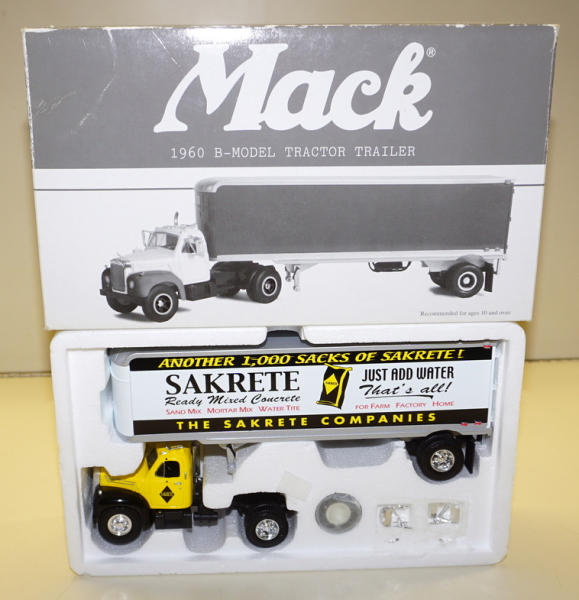 Mack®
1960 B-MODEL TRACTOR TRAILER
Recommended for ages 10 and over
ANOTHER 1,000 SACKS OF SAKRETE!
SAKRETE
Ready Mixed Concrete
SAND MIX MORTAR MIX WATER TITE
JUST ADD WATER
That's all!
FOR FARM FACTORY HOME
THE SAKRETE COMPANIES